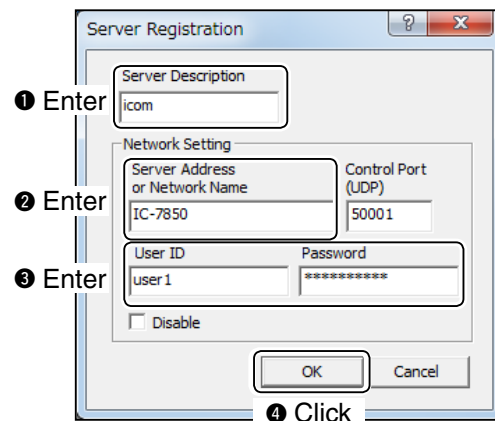 Server Registration
? X
❶ Enter
Server Description
icom
Network Setting
❷ Enter
Server Address
or Network Name
IC-7850
Control Port
(UDP)
50001
❸ Enter
User ID
user1
Password
**********
Disable
OK
Cancel
❹ Click